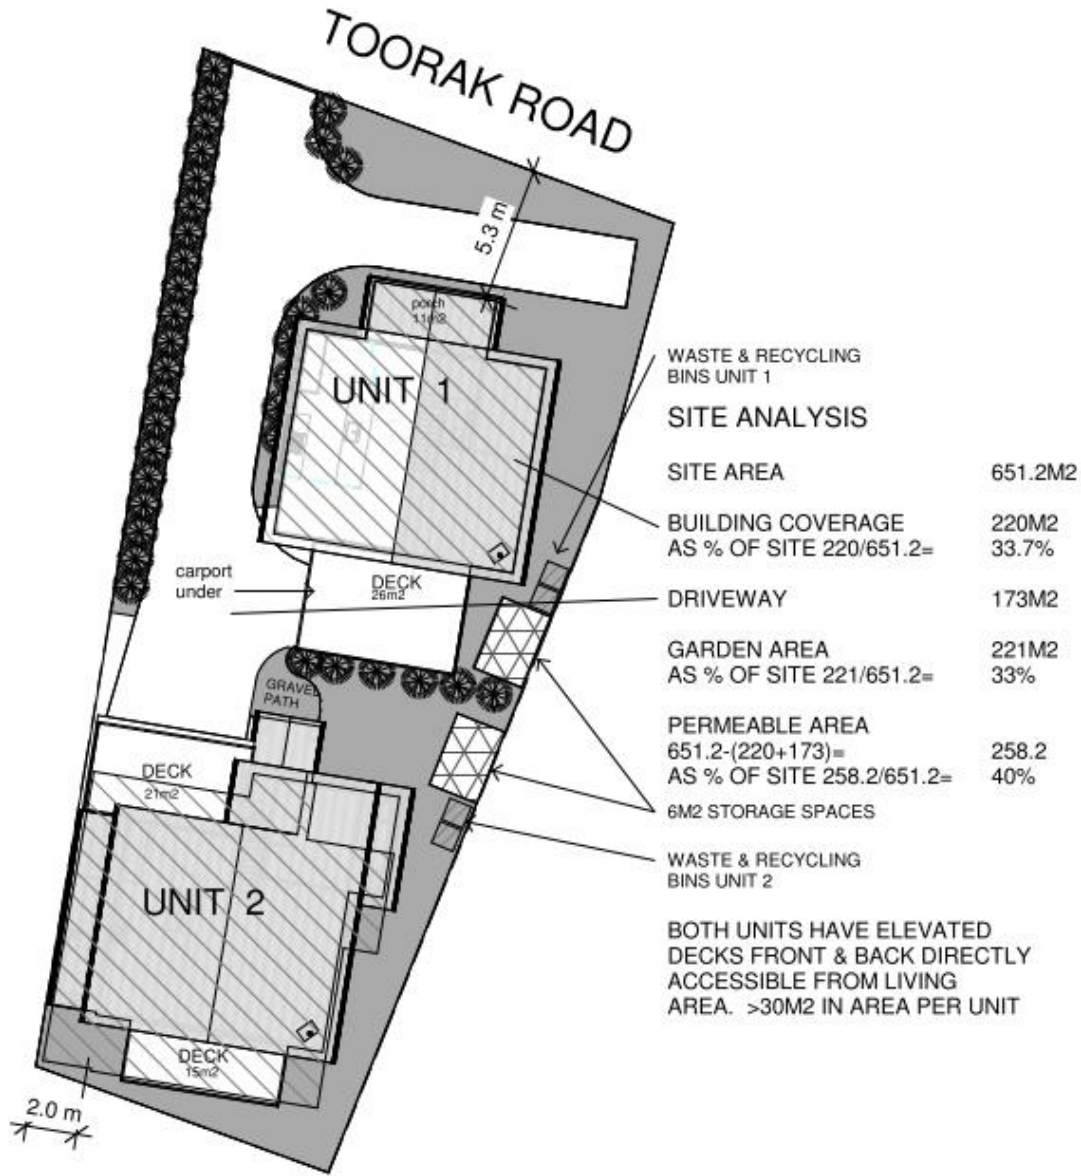 TOORAK ROAD
5.3 m
porch
11m2
UNIT 1
WASTE & RECYCLING
BINS UNIT 1
SITE ANALYSIS
SITE AREA 651.2M2
BUILDING COVERAGE 220M2
AS % OF SITE 220/651.2= 33.7%
carport
under
DECK
26m2
DRIVEWAY 173M2
GARDEN AREA 221M2
AS % OF SITE 221/651.2= 33%
GRAVEL
PATH
PERMEABLE AREA
651.2-(220+173)= 258.2
AS % OF SITE 258.2/651.2= 40%
DECK
21m2
6M2 STORAGE SPACES
WASTE & RECYCLING
BINS UNIT 2
UNIT 2
BOTH UNITS HAVE ELEVATED
DECKS FRONT & BACK DIRECTLY
ACCESSIBLE FROM LIVING
AREA. >30M2 IN AREA PER UNIT
DECK
15m2
2.0 m